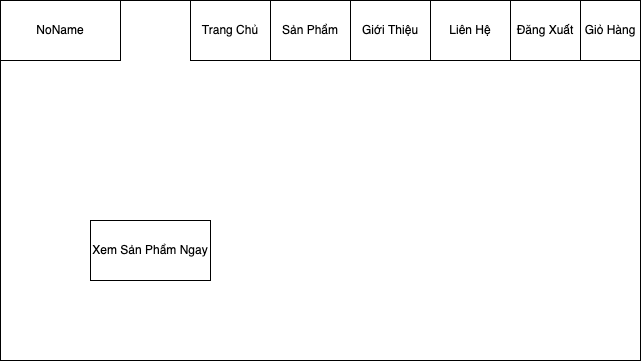 NoName
Trang Chủ
Sản Phẩm
Giới Thiệu
Liên Hệ
Đăng Xuất
Giỏ Hàng
Xem Sản Phẩm Ngay